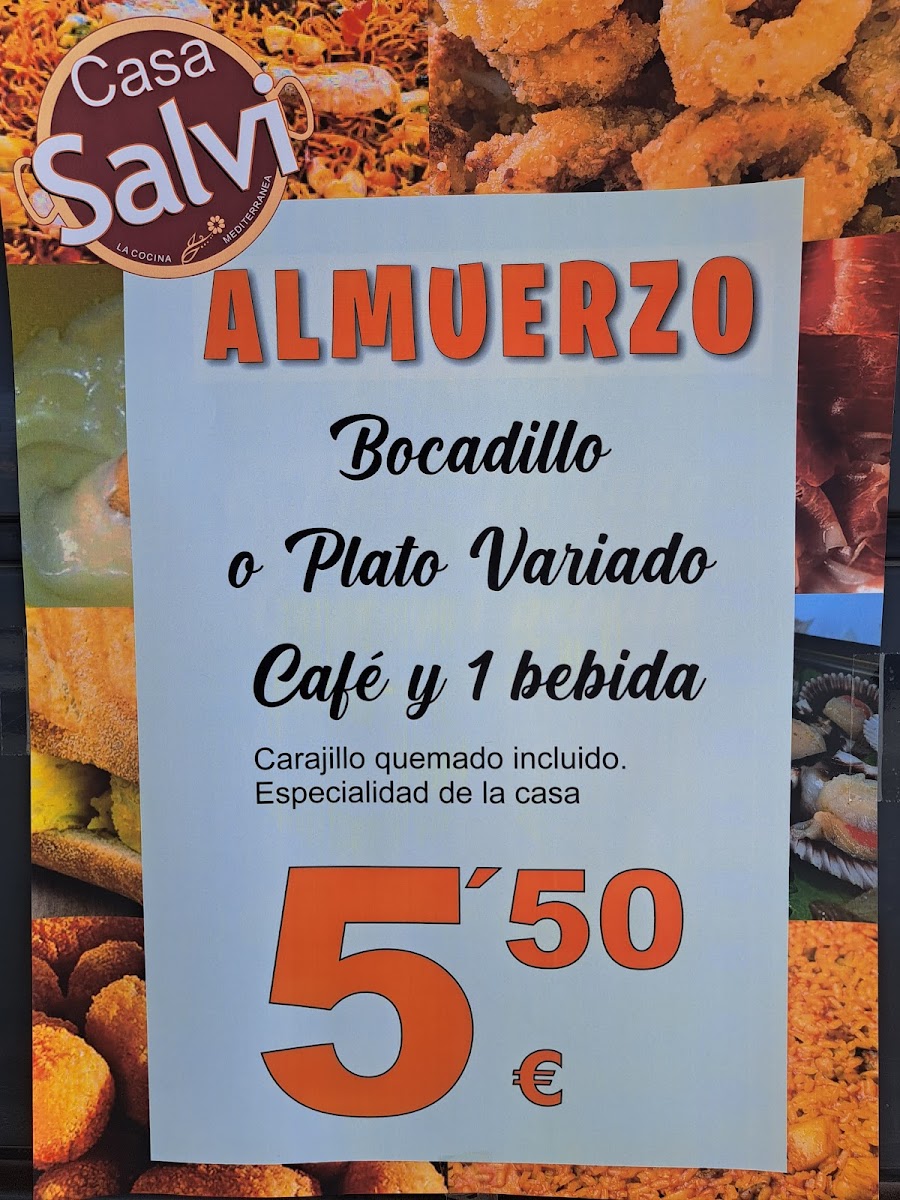 Casa
Salvi
LA COCINA MEDITERRANEA
ALMUERZO
Bocadillo
o Plato Variado
Café y 1 bebida
Carajillo quemado incluido.
Especialidad de la casa
5´50
€